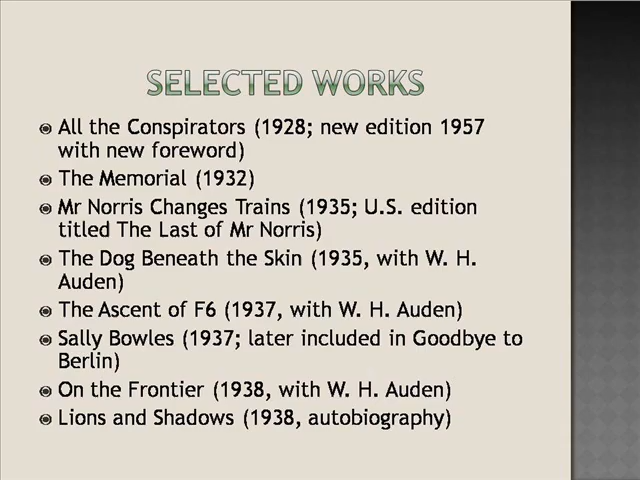 SELECTED WORKS
All the Conspirators (1928; new edition 1957
with new foreword)
The Memorial (1932)
Mr Norris Changes Trains (1935; U.S. edition
titled The Last of Mr Norris)
The Dog Beneath the Skin (1935, with W. H.
Auden)
The Ascent of F6 (1937, with W. H. Auden)
Sally Bowles (1937; later included in Goodbye to
Berlin)
On the Frontier (1938, with W. H. Auden)
Lions and Shadows (1938, autobiography)